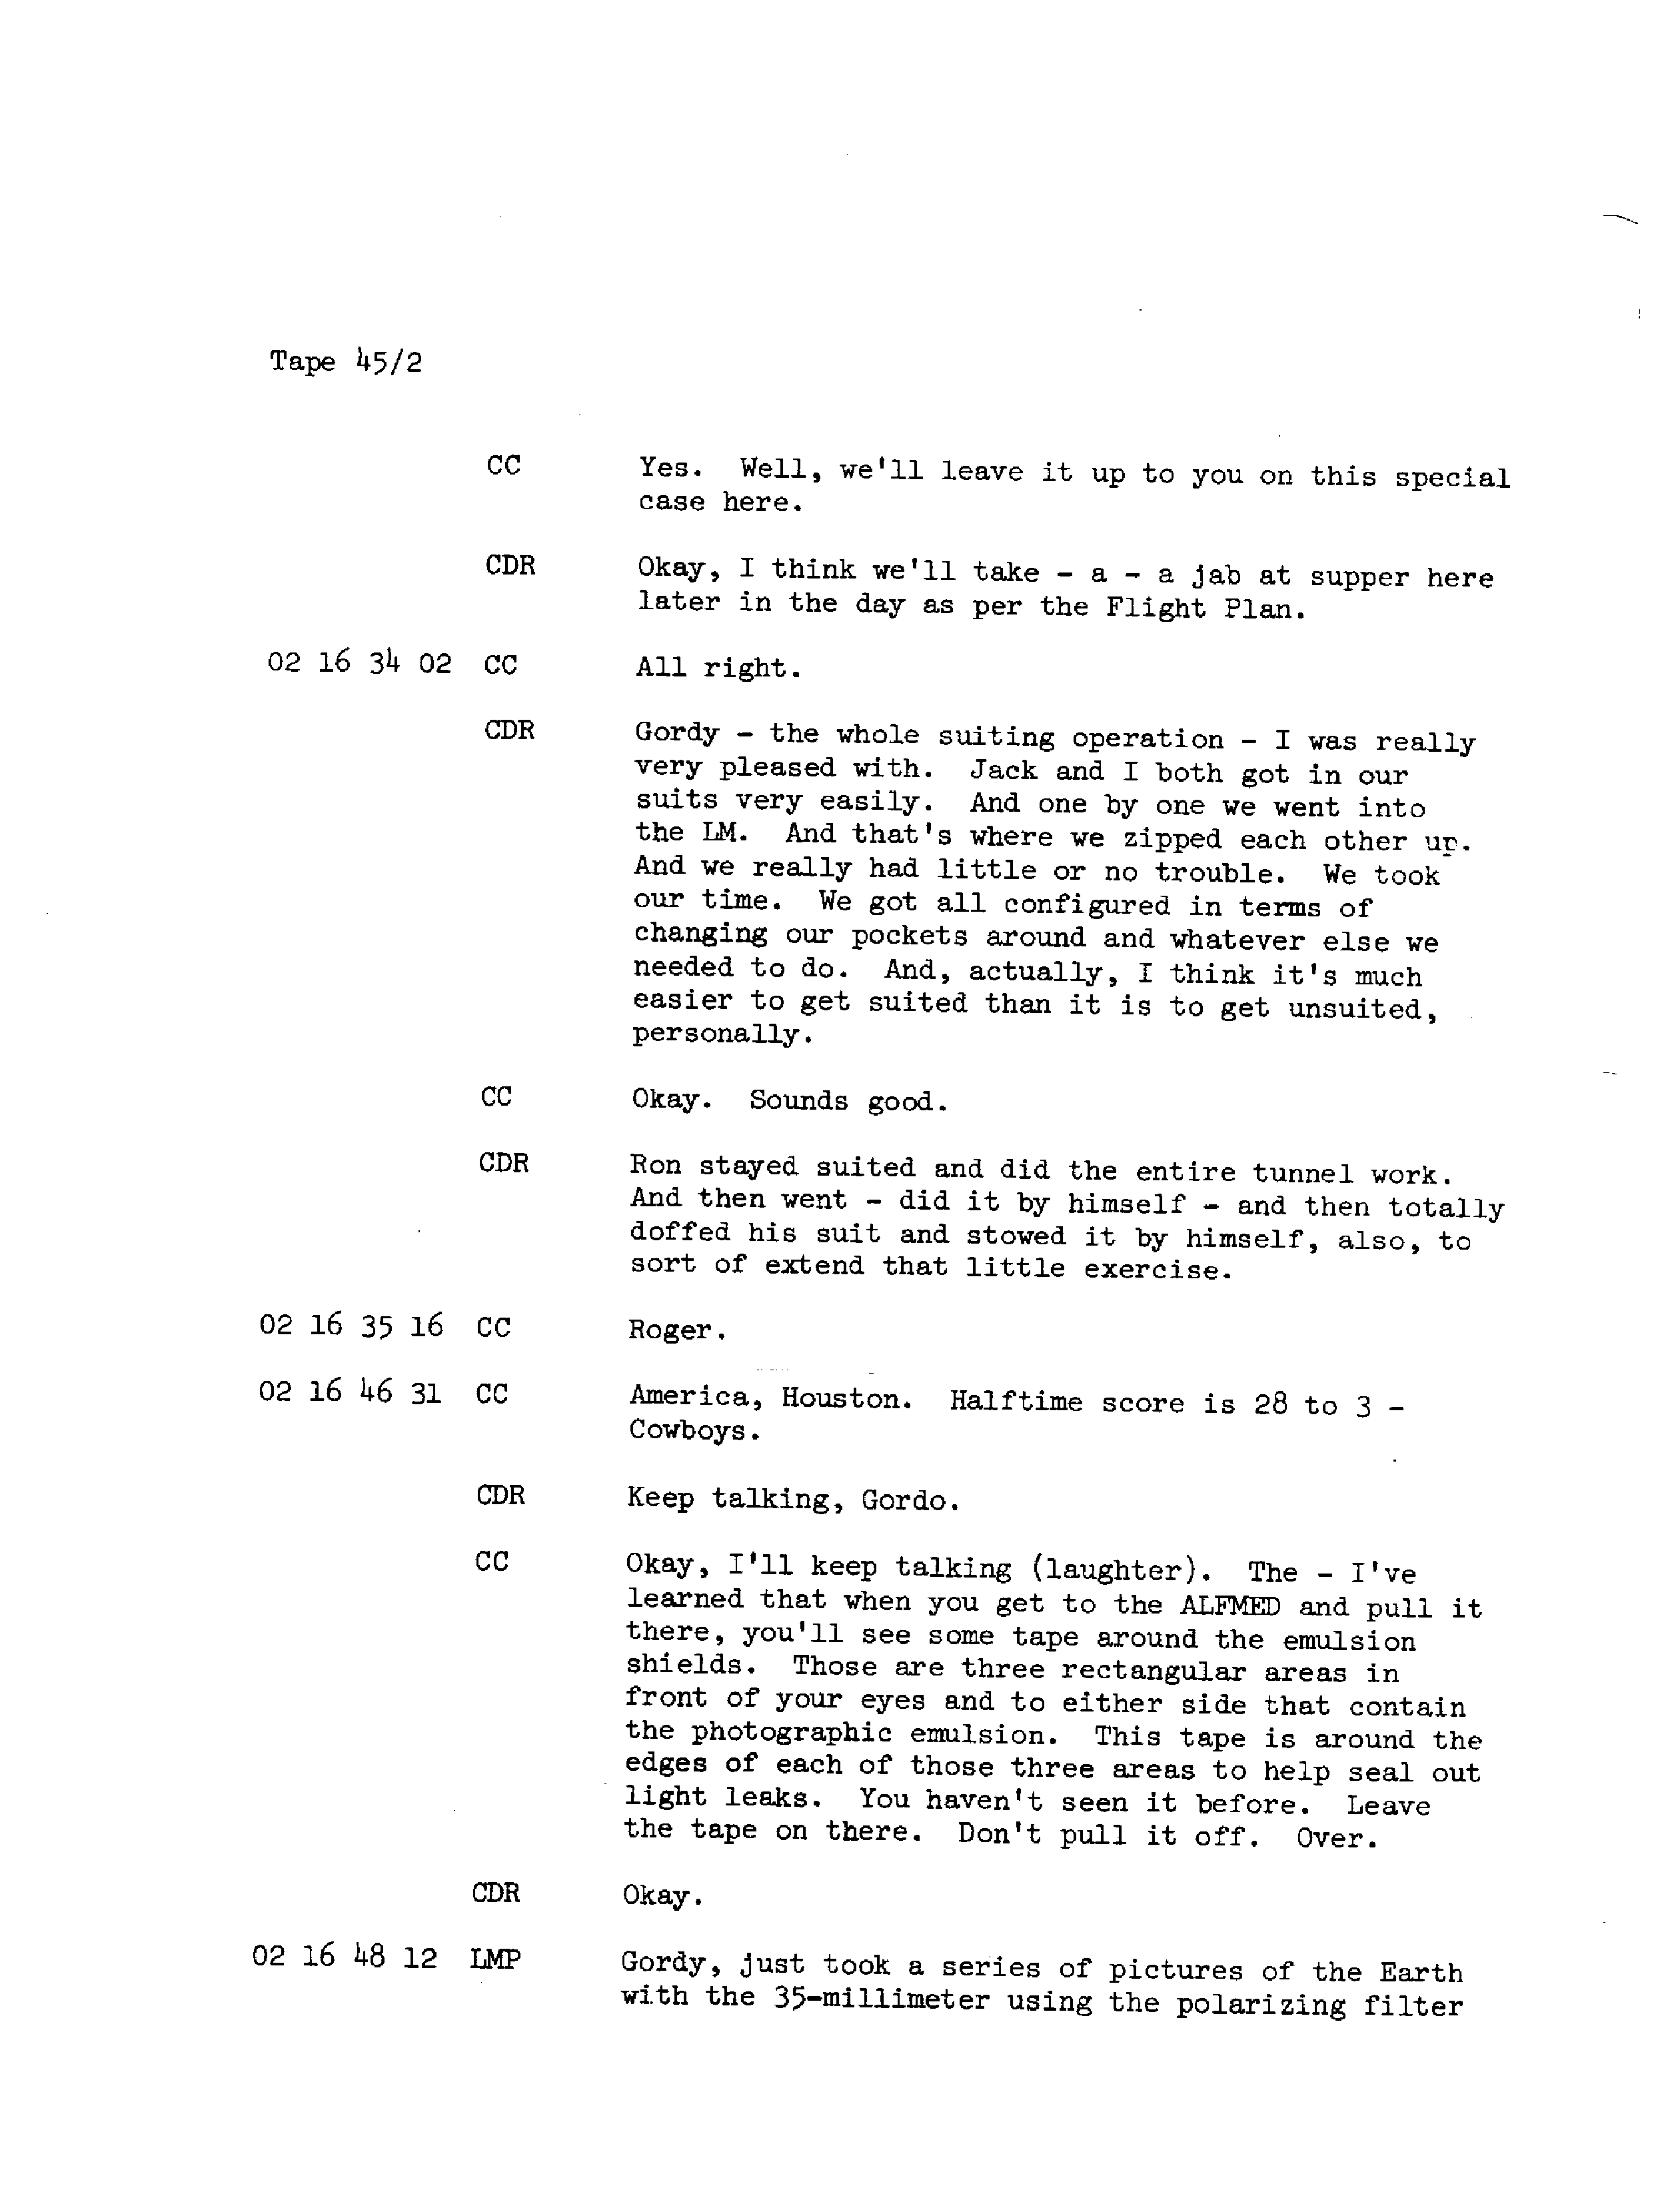 Tape 45/2
CC Yes. Well, we'll leave it up to you on this special
case here.
CDR Okay, I think we'll take - a - a jab at supper here
later in the day as per the Flight Plan.
02 16 34 02 CC All right.
CDR Gordy - the whole suiting operation - I was really
very pleased with. Jack and I both got in our
suits very easily. And one by one we went into
the LM. And that's where we zipped each other up.
And we really had little or no trouble. We took
our time. We got all configured in terms of
changing our pockets around and whatever else we
needed to do. And, actually, I think it's much
easier to get suited than it is to get unsuited,
personally.
CC Okay. Sounds good.
CDR Ron stayed suited and did the entire tunnel work.
And then went - did it by himself - and then totally
doffed his suit and stowed it by himself, also, to
sort of extend that little exercise.
02 16 35 16 CC Roger.
02 16 46 31 CC America, Houston. Halftime score is 28 to 3 -
Cowboys.
CDR Keep talking, Gordo.
CC Okay, I'll keep talking (laughter). The - I've
learned that when you get to the ALFMED and pull it
there, you'll see some tape around the emulsion
shields. Those are three rectangular areas in
front of your eyes and to either side that contain
the photographic emulsion. This tape is around the
edges of each of those three areas to help seal out
light leaks. You haven't seen it before. Leave
the tape on there. Don't pull it off. Over.
CDR Okay.
02 16 48 12 LMP Gordy, just took a series of pictures of the Earth
with the 35-millimeter using the polarizing filter